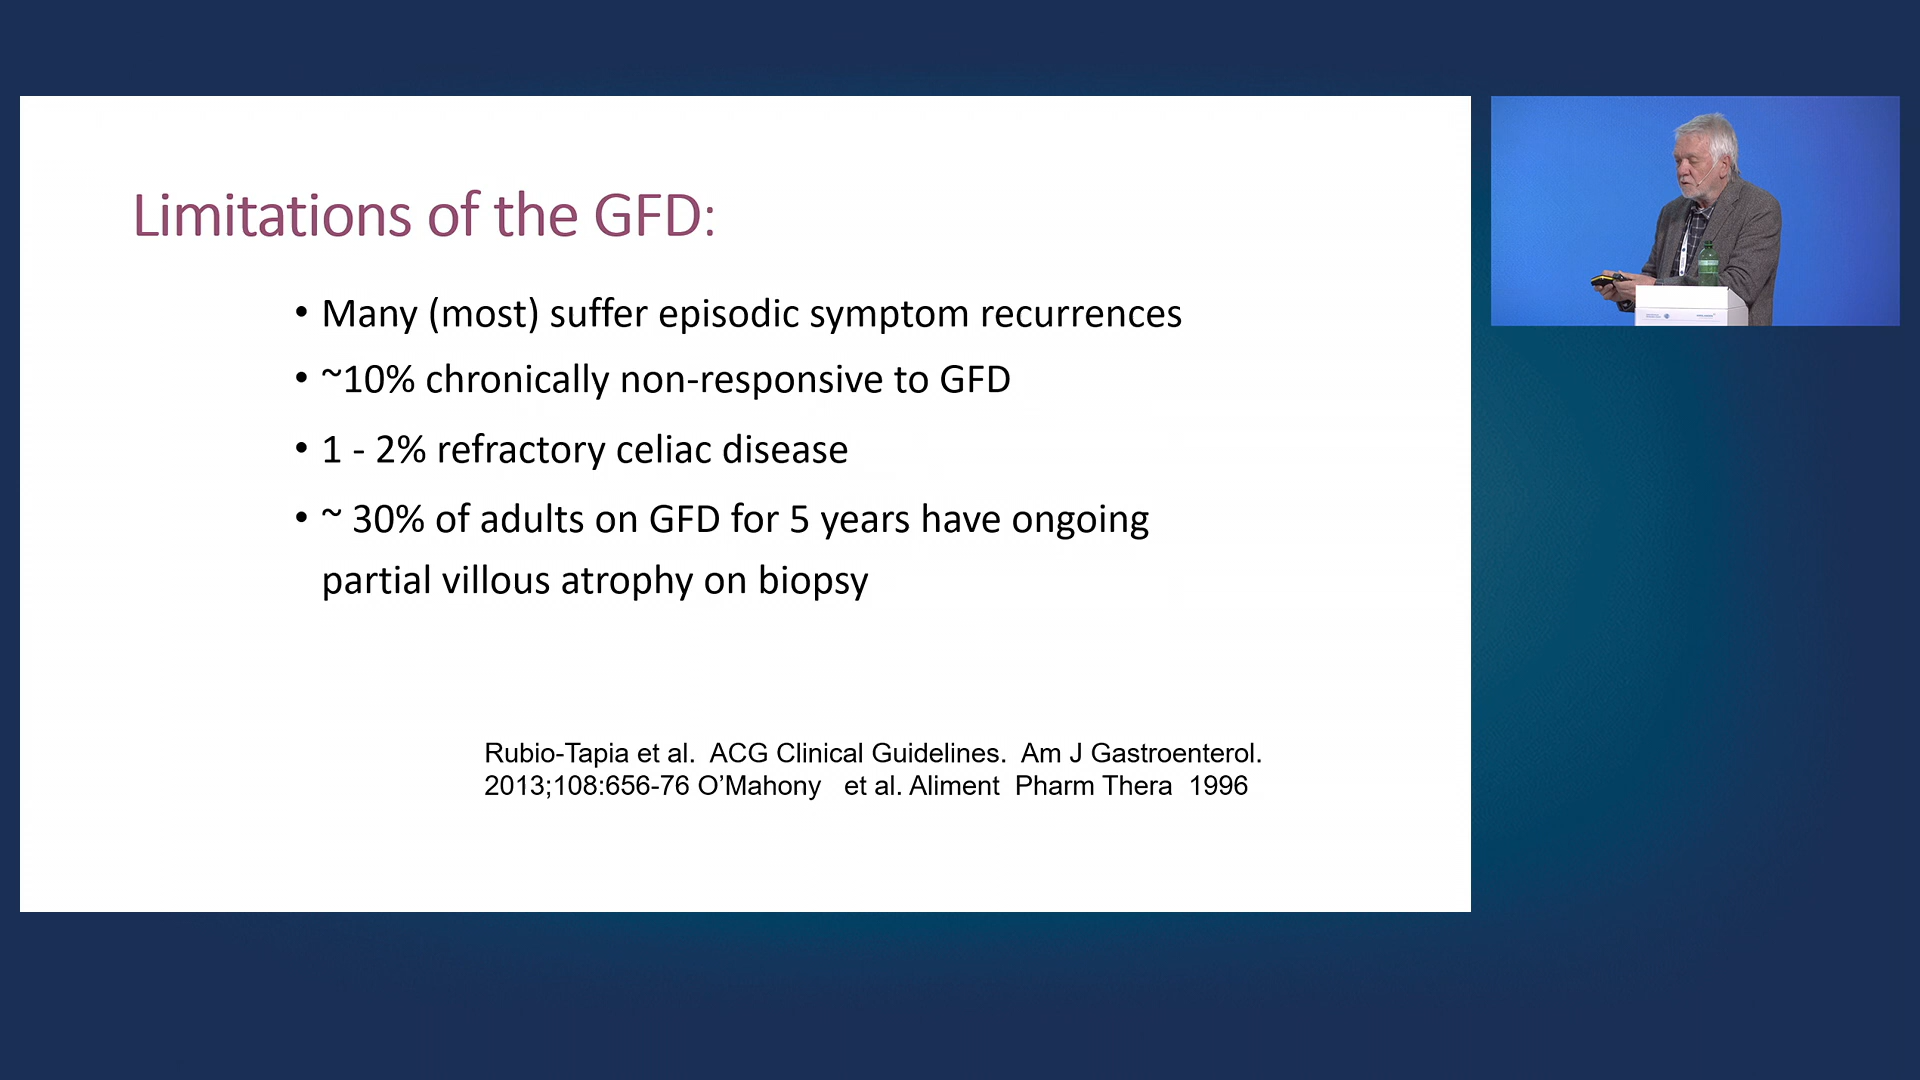 Limitations of the GFD:
• Many (most) suffer episodic symptom recurrences
• ~10% chronically non-responsive to GFD
• 1 - 2% refractory celiac disease
• ~ 30% of adults on GFD for 5 years have ongoing
partial villous atrophy on biopsy
Rubio-Tapia et al.  ACG Clinical Guidelines.  Am J Gastroenterol.
2013;108:656-76 O’Mahony   et al. Aliment  Pharm Thera  1996